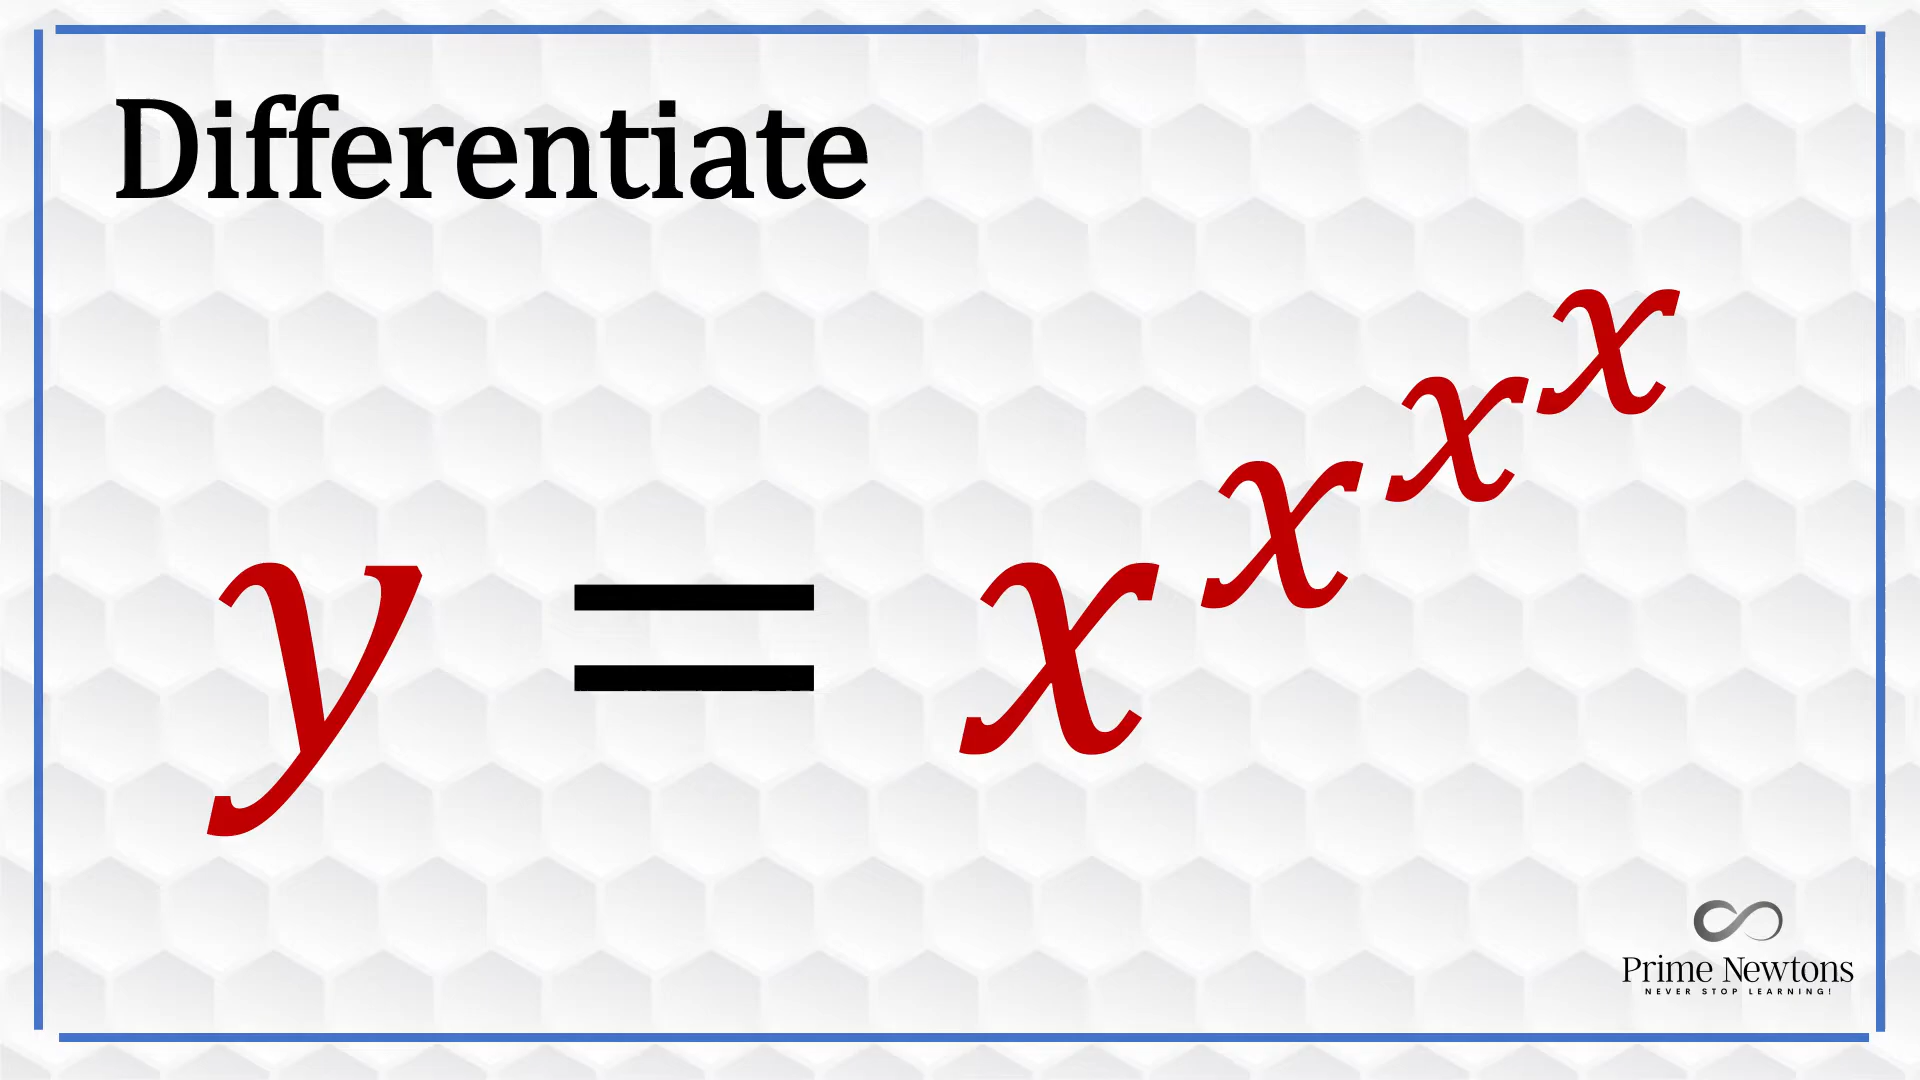 Differentiate
y = x^{x^{x^{x}}}
Prime Newtons
NEVER STOP LEARNING!